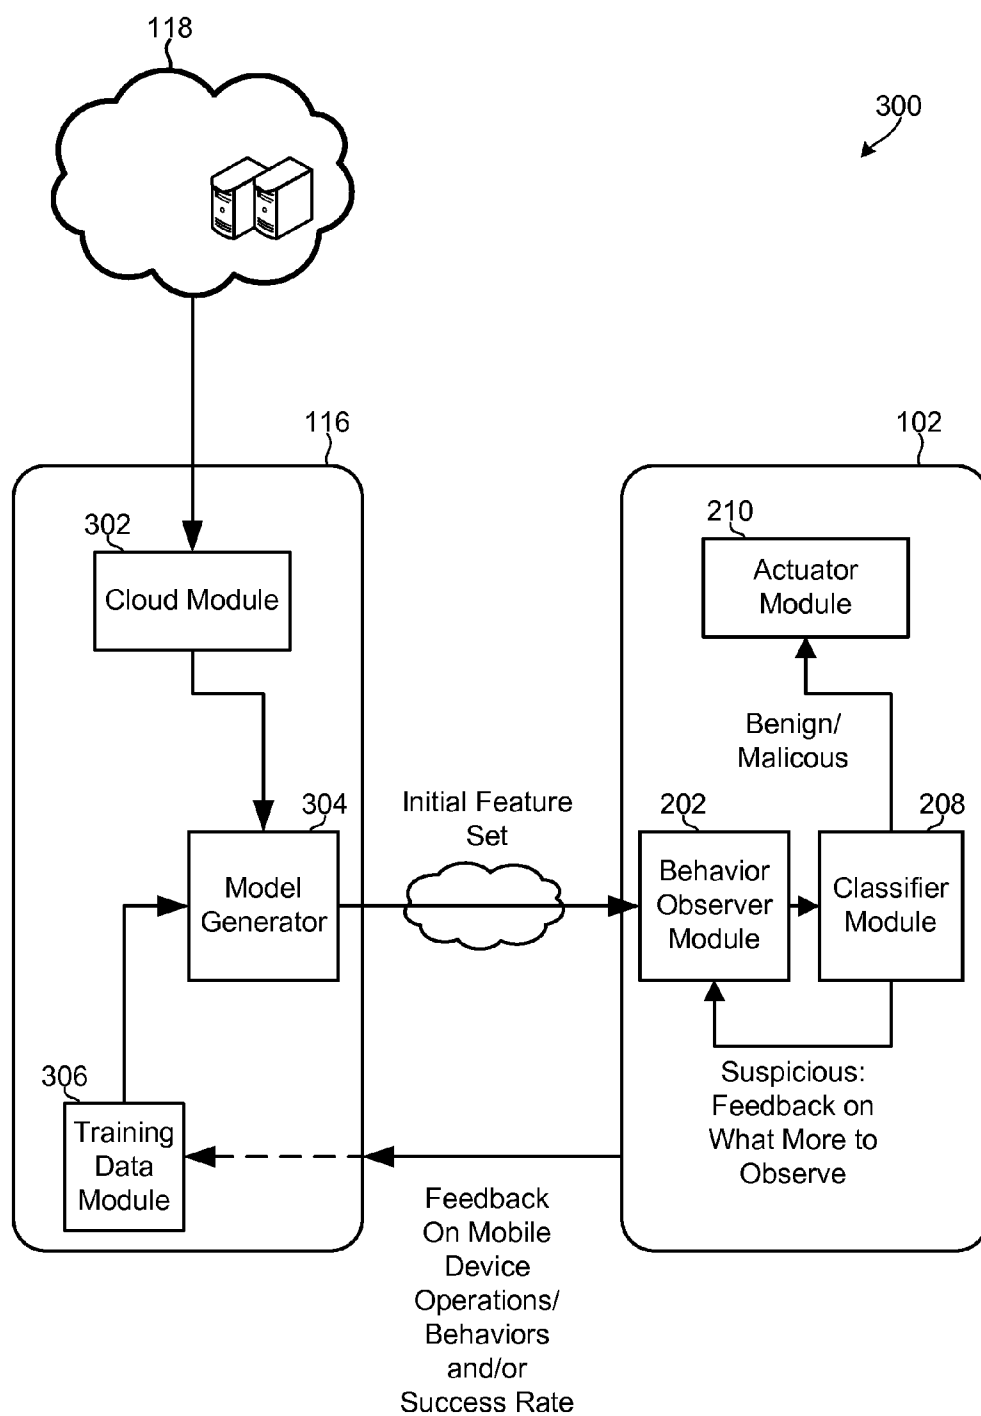 118
300
116
102
302
Cloud Module
210
Actuator
Module
Benign/
Malicous
Initial Feature
Set
304
Model
Generator
202
Behavior
Observer
Module
208
Classifier
Module
Suspicious:
Feedback on
What More to
Observe
306
Training
Data
Module
Feedback
On Mobile
Device
Operations/
Behaviors
and/or
Success Rate